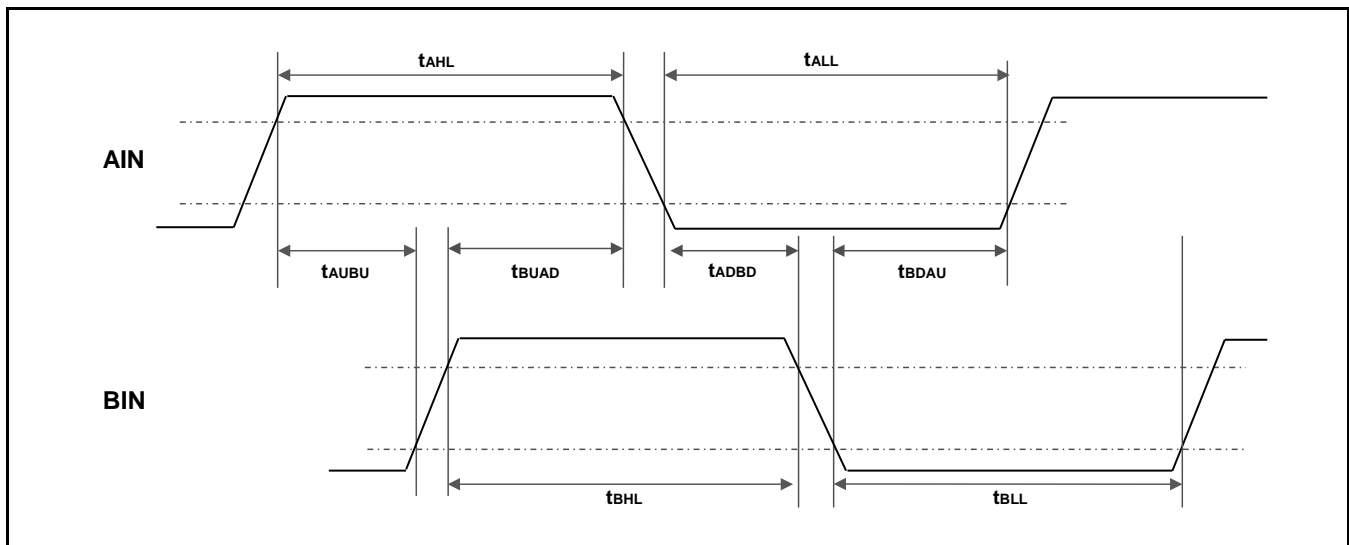 tAHL
tALL
AIN
tAUBU
tBUAD
tADBD
tBDAU
BIN
tBHL
tBLL